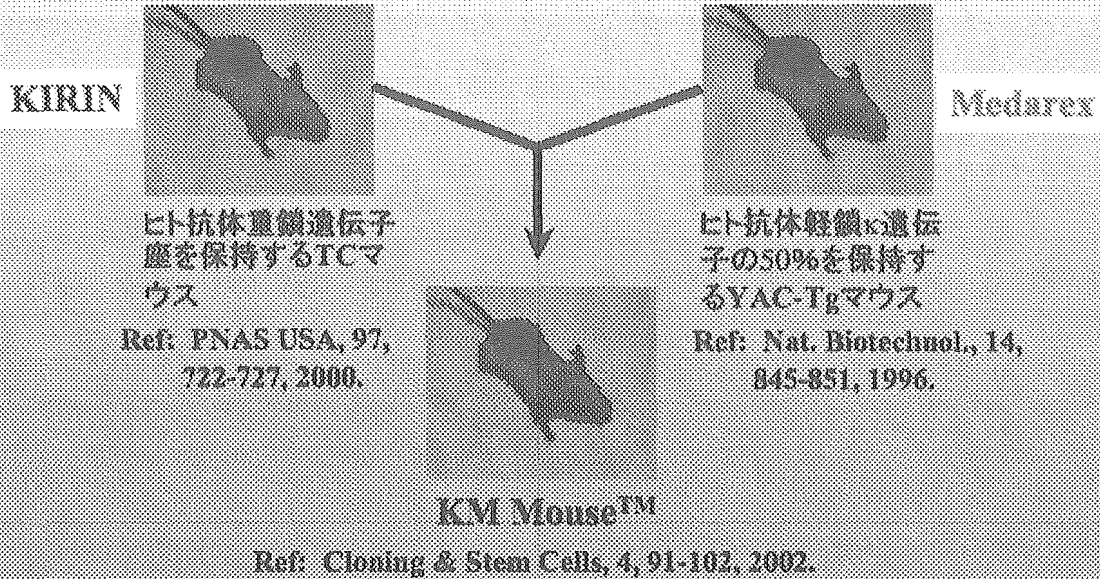 KIRIN
Medarex
ヒト抗体重鎖遺伝子
座を保持するTCマ
ウス
Ref: PNAS USA, 97,
722-727, 2000.
ヒト抗体軽鎖κ遺伝
子の50%を保持す
るYAC-Tgマウス
Ref: Nat. Biotechnol., 14,
845-851, 1996.
KM Mouse™
Ref: Cloning & Stem Cells, 4, 91-102, 2002.